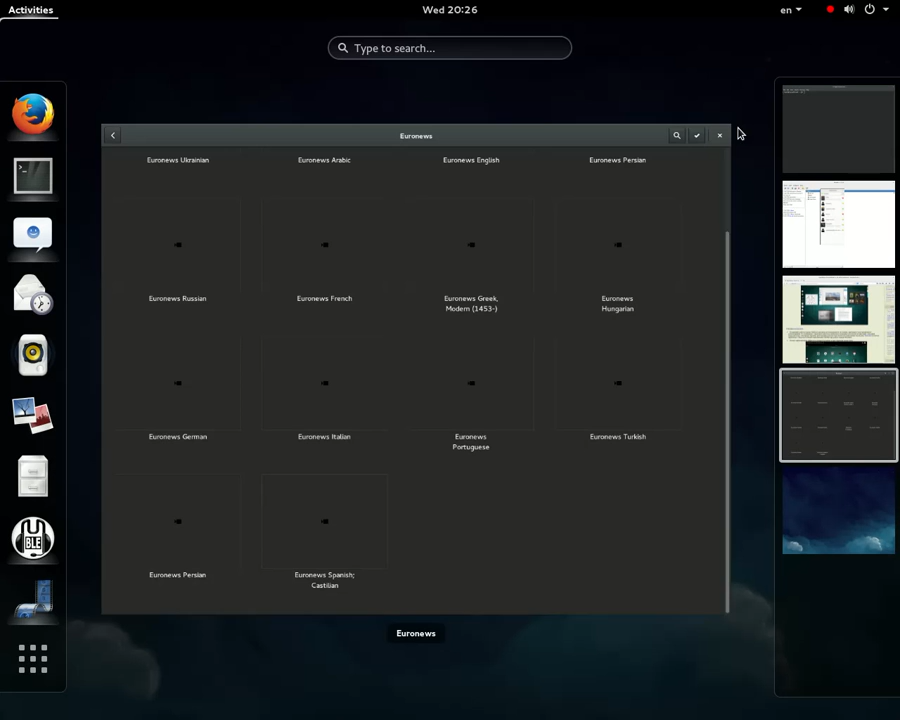 Activities
Wed 20:26
en
Type to search...
Euronews
Euronews Ukrainian
Euronews Arabic
Euronews English
Euronews Persian
Euronews Russian
Euronews French
Euronews Greek,
Modern (1453-)
Euronews
Hungarian
Euronews German
Euronews Italian
Euronews
Portuguese
Euronews Turkish
Euronews Persian
Euronews Spanish;
Castilian
Euronews
BLE